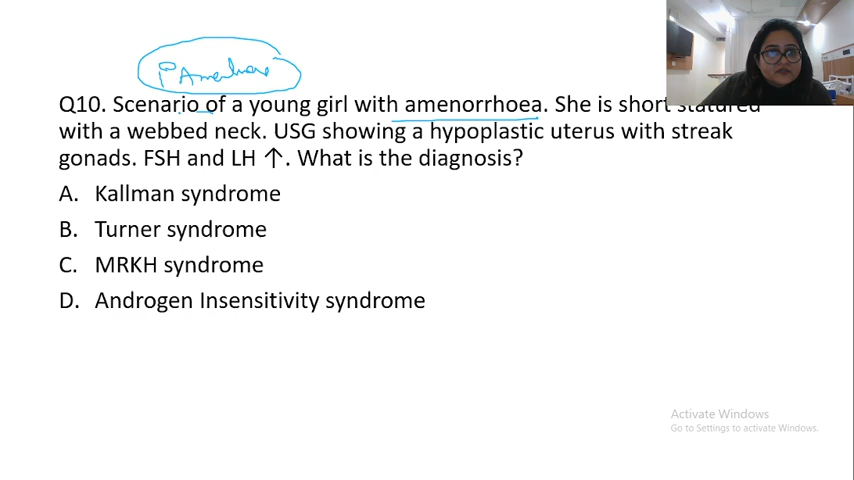 1° Amenhore
Q10. Scenario of a young girl with amenorrhoea. She is short statured
with a webbed neck. USG showing a hypoplastic uterus with streak
gonads. FSH and LH ↑. What is the diagnosis?
A. Kallman syndrome
B. Turner syndrome
C. MRKH syndrome
D. Androgen Insensitivity syndrome
Activate Windows
Go to Settings to activate Windows.